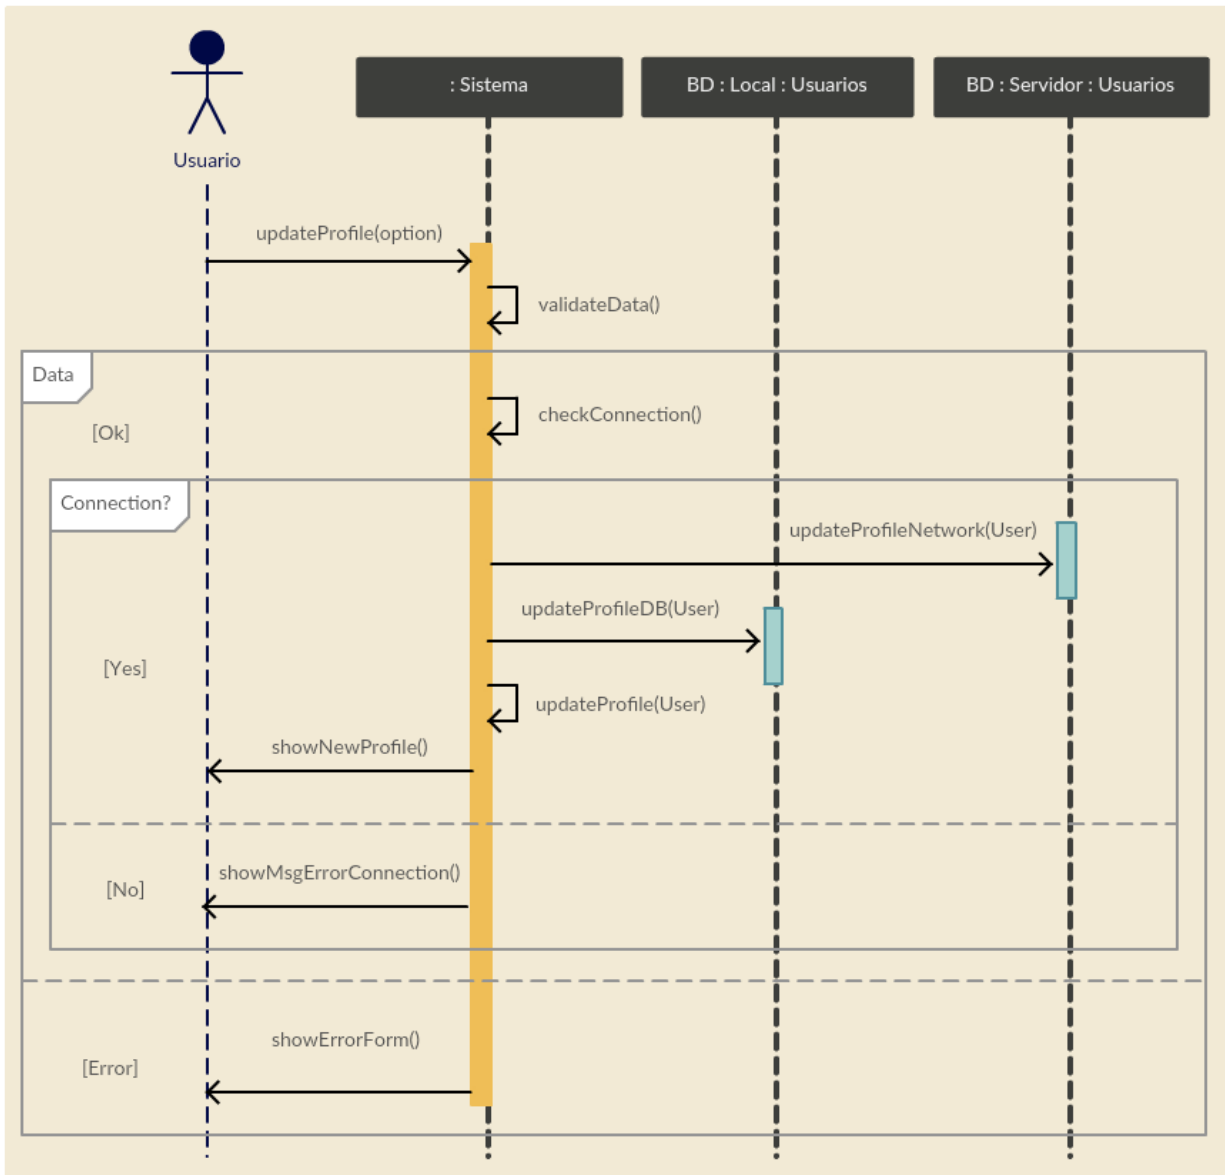 : Sistema
BD : Local : Usuarios
BD : Servidor : Usuarios
Usuario
updateProfile(option)
validateData()
Data
checkConnection()
[Ok]
Connection?
updateProfileNetwork(User)
updateProfileDB(User)
[Yes]
updateProfile(User)
showNewProfile()
showMsgErrorConnection()
[No]
showErrorForm()
[Error]